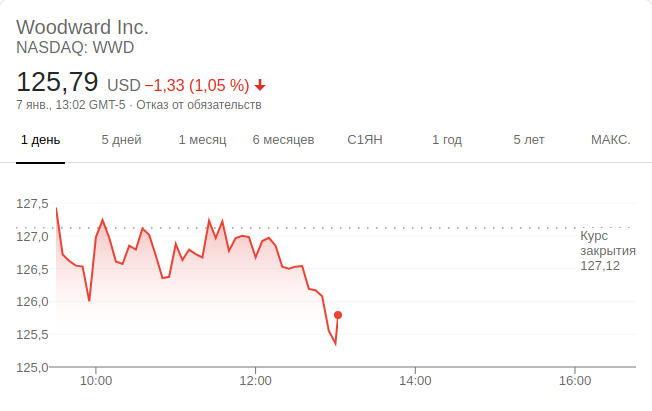 Woodward Inc.
NASDAQ: WWD
125,79 USD −1,33 (1,05 %)
7 янв., 13:02 GMT-5 · Отказ от обязательств
1 день 5 дней 1 месяц 6 месяцев С1ЯН 1 год 5 лет МАКС.
127,5
127,0
126,5
126,0
125,5
125,0
Курс
закрытия
127,12
10:00 12:00 14:00 16:00